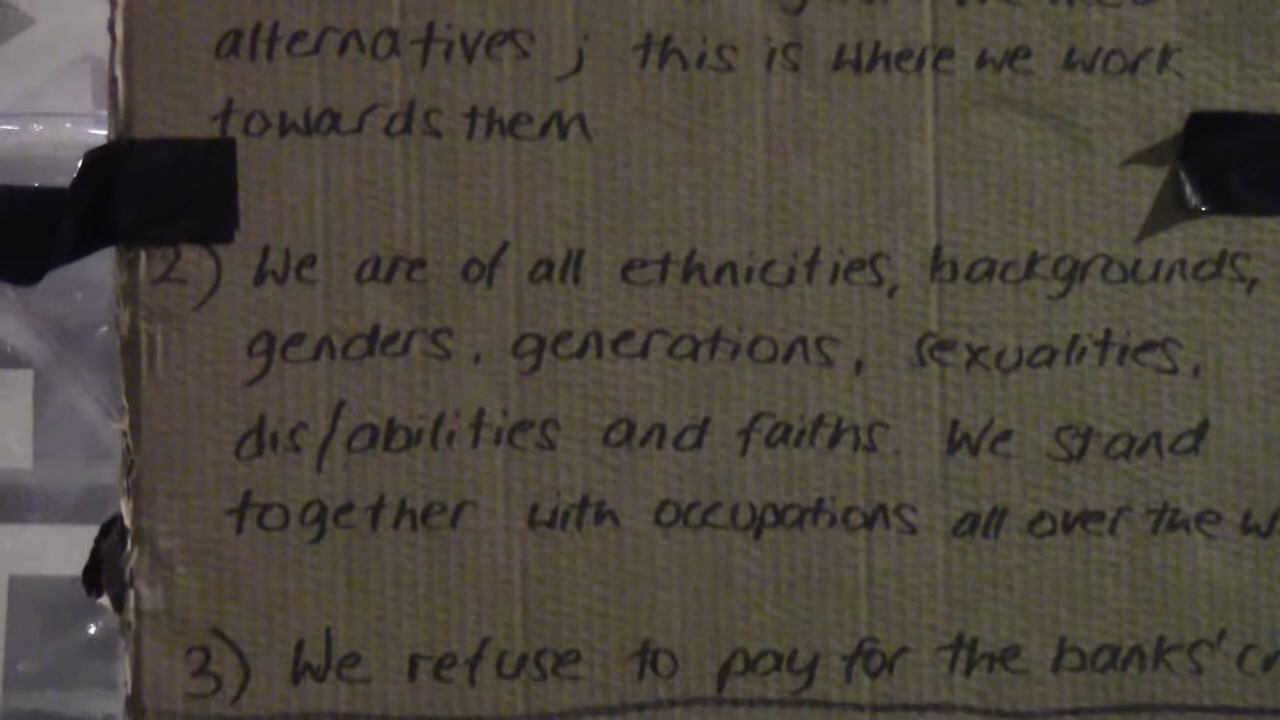 alternatives; this is where we work
towards them
2) We are of all ethnicities, backgrounds,
genders, generations, sexualities,
dis/abilities and faiths. We stand
together with occupations all over the
3) We refuse to pay for the banks'